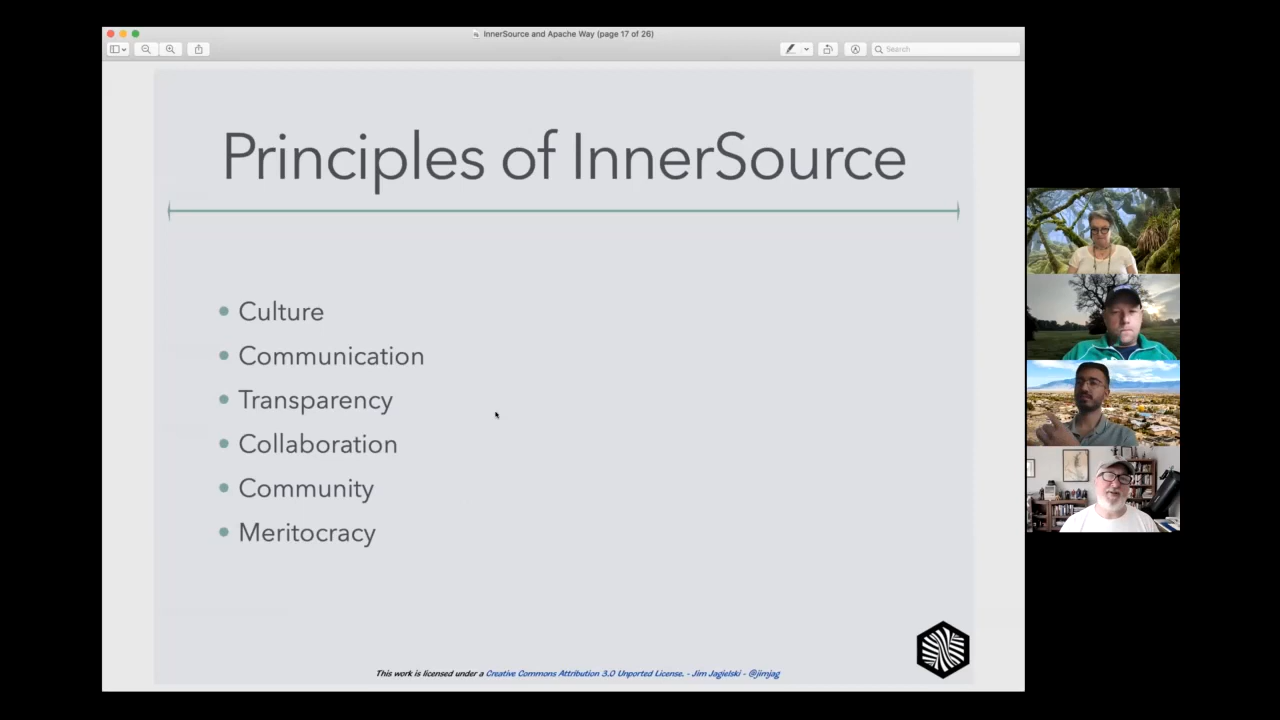 InnerSource and Apache Way (page 17 of 26)
Search
Principles of InnerSource
Culture
Communication
Transparency
Collaboration
Community
Meritocracy
This work is licensed under a Creative Commons Attribution 3.0 Unported License. - Jim Jagielski - @jimjag